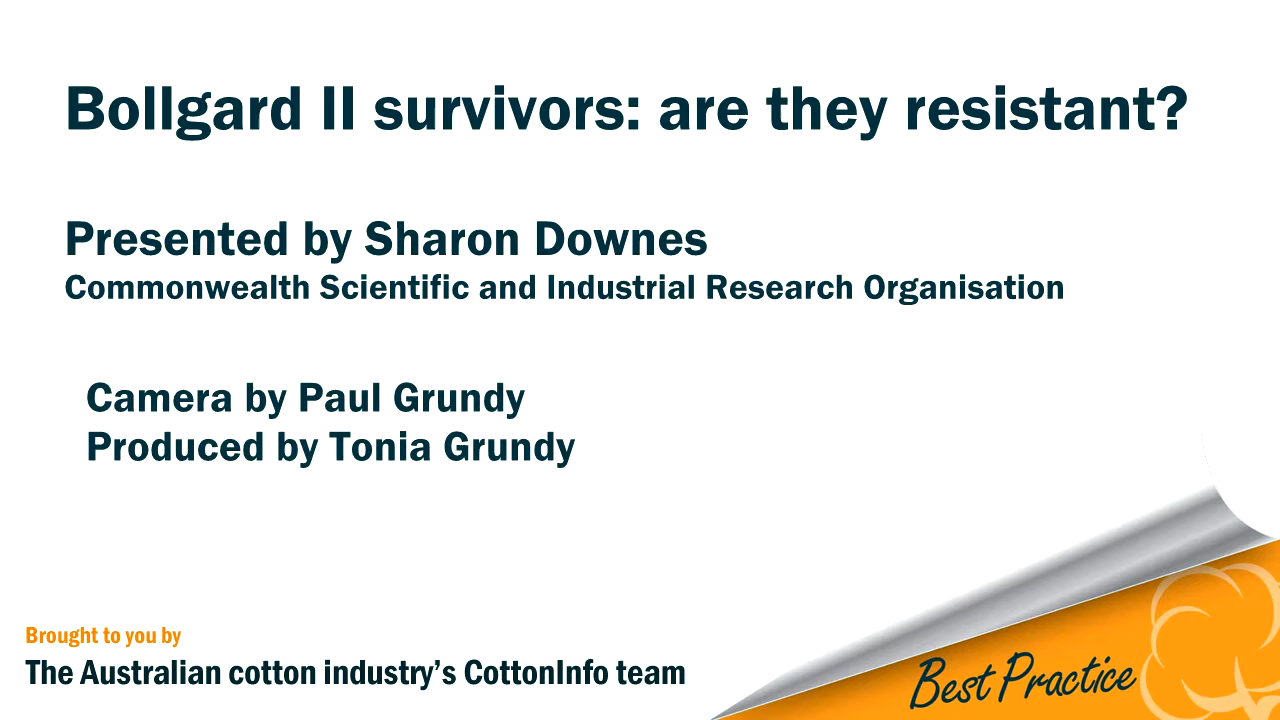 Bollgard II survivors: are they resistant?
Presented by Sharon Downes
Commonwealth Scientific and Industrial Research Organisation
Camera by Paul Grundy
Produced by Tonia Grundy
Brought to you by
The Australian cotton industry’s CottonInfo team
Best Practice